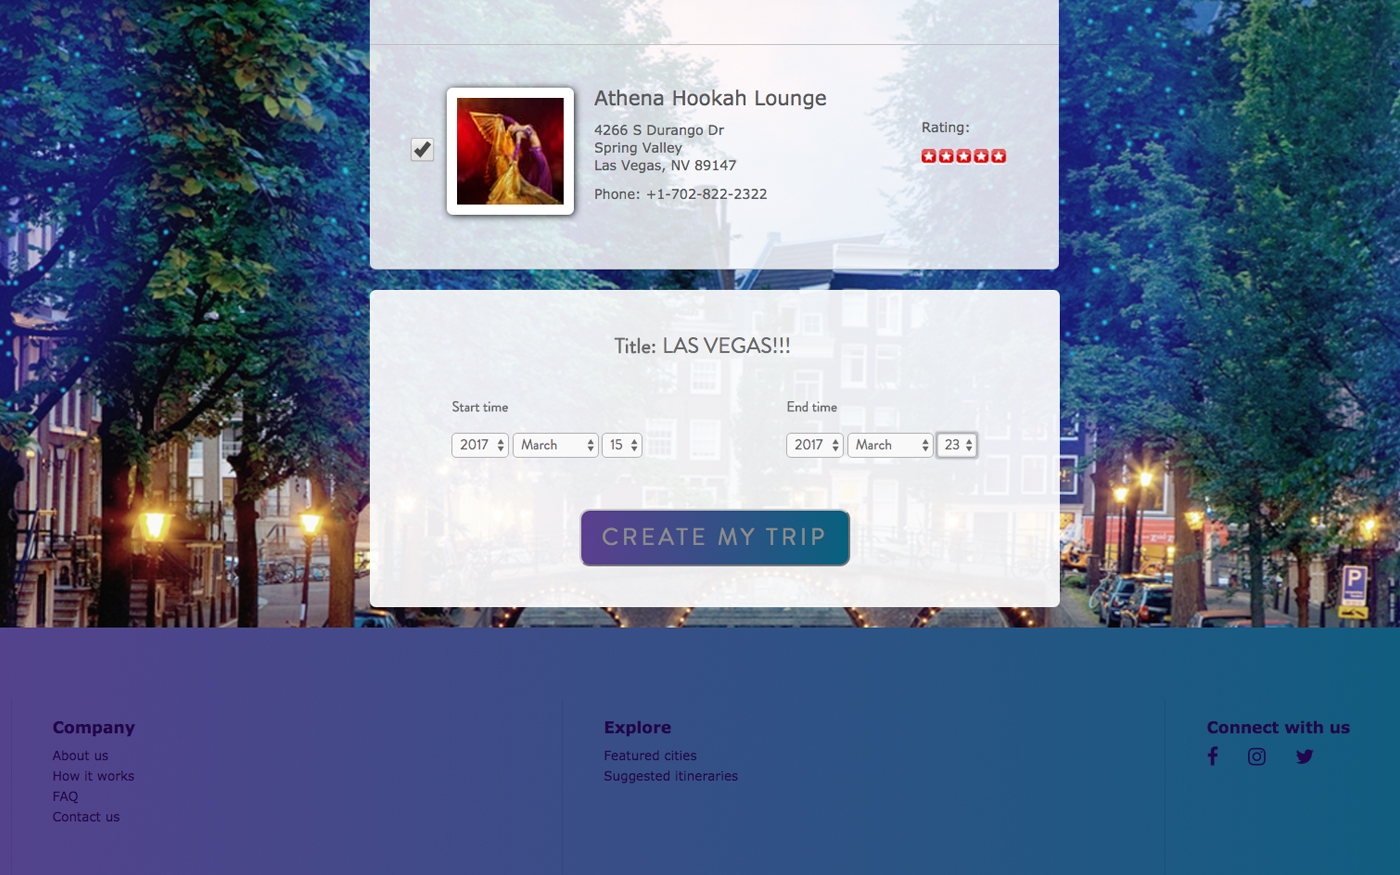 Athena Hookah Lounge
4266 S Durango Dr
Spring Valley
Las Vegas, NV 89147
Phone: +1-702-822-2322
Rating:
Title: LAS VEGAS!!!
Start time
End time
2017 March 15
2017 March 23
CREATE MY TRIP
P
Company
About us
How it works
FAQ
Contact us
Explore
Featured cities
Suggested itineraries
Connect with us